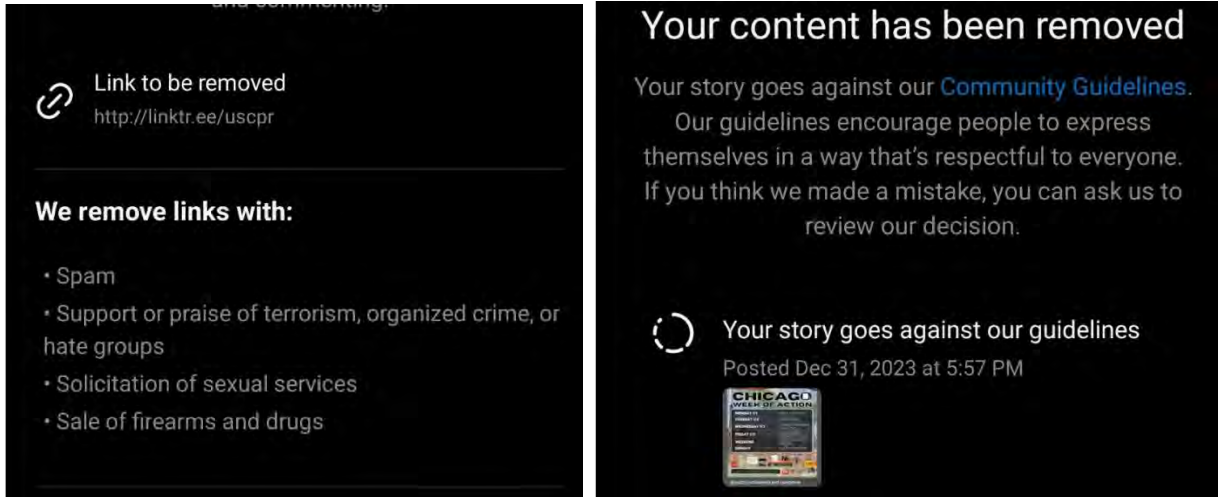 and commenting.
Link to be removed
http://linktr.ee/uscpr
We remove links with:
• Spam
• Support or praise of terrorism, organized crime, or
hate groups
• Solicitation of sexual services
• Sale of firearms and drugs
Your content has been removed
Your story goes against our Community Guidelines.
Our guidelines encourage people to express
themselves in a way that's respectful to everyone.
If you think we made a mistake, you can ask us to
review our decision.
Your story goes against our guidelines
Posted Dec 31, 2023 at 5:57 PM
CHICAGO
WEEK OF ACTION